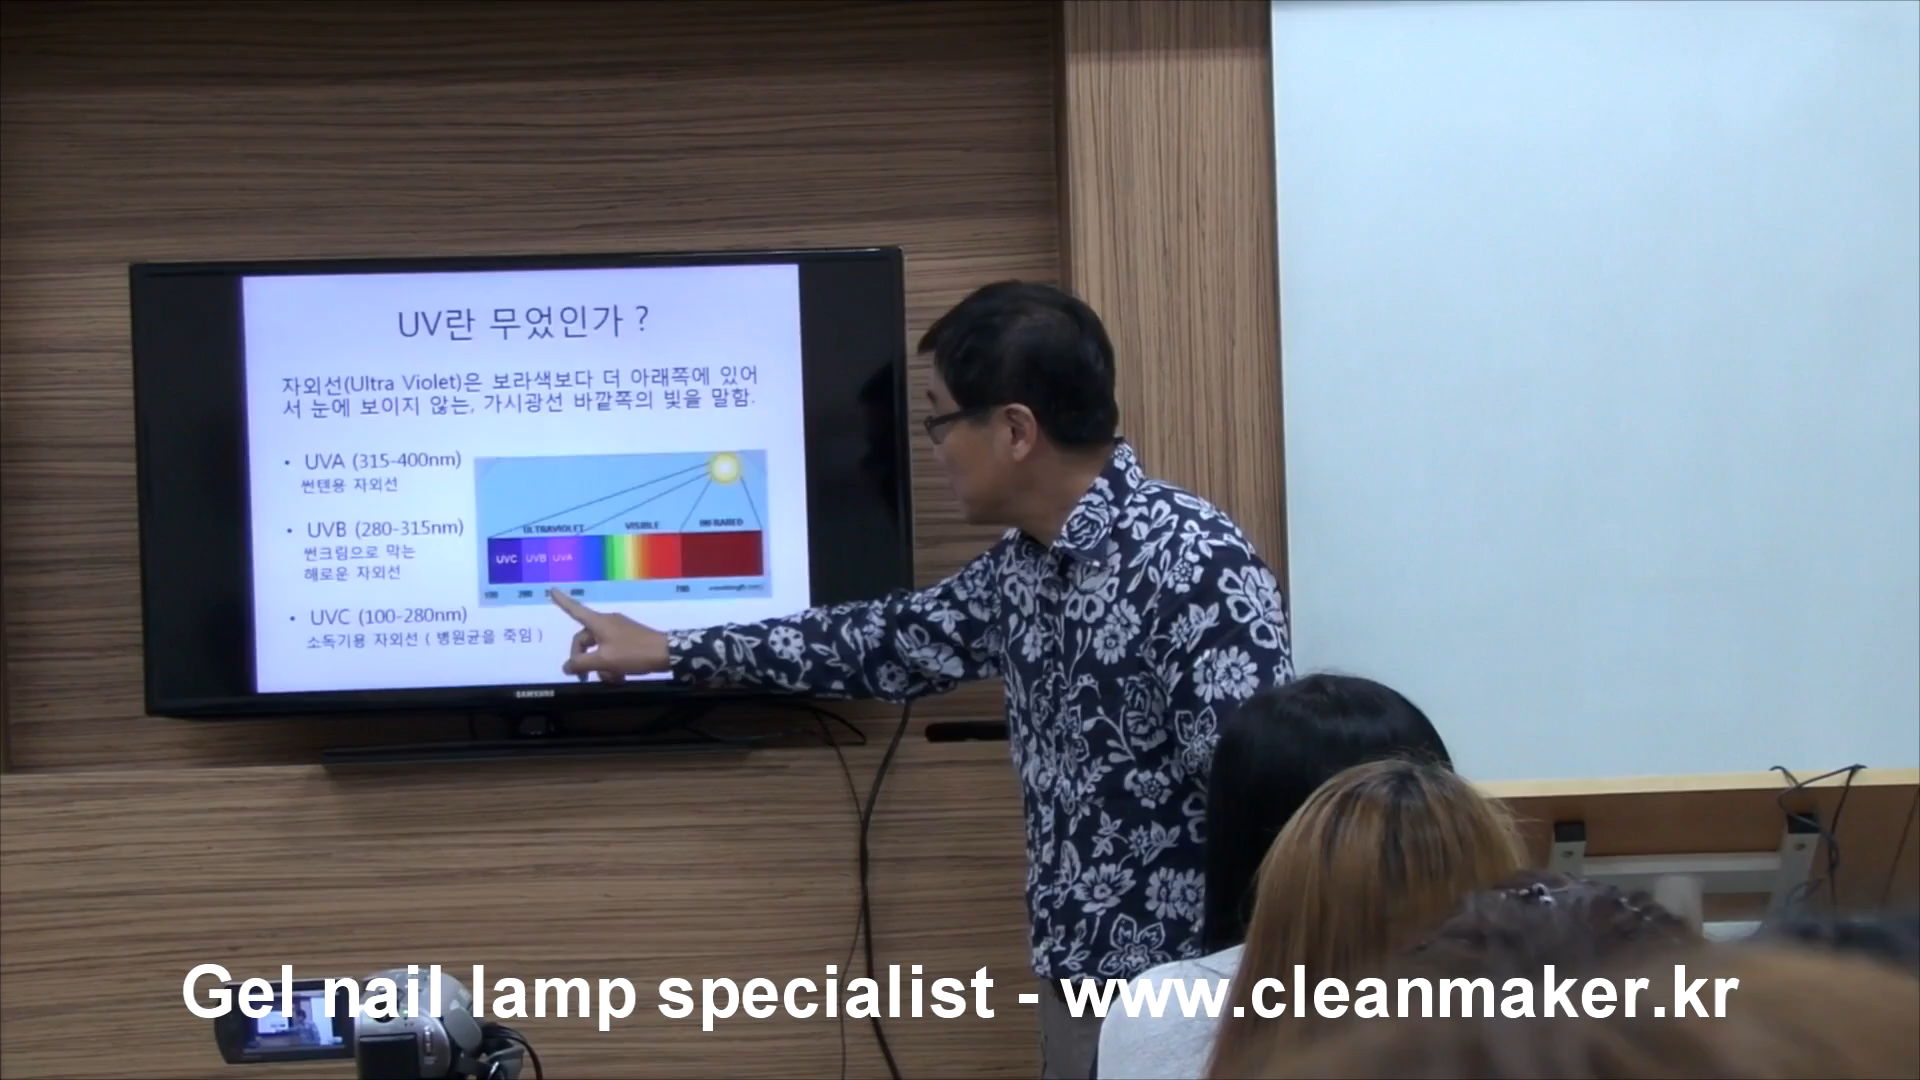 UV란 무었인가 ?
자외선(Ultra Violet)은 보라색보다 더 아래쪽에 있어
서 눈에 보이지 않는, 가시광선 바깥쪽의 빛을 말함.
• UVA (315-400nm)
썬텐용 자외선
• UVB (280-315nm)
썬크림으로 막는
해로운 자외선
• UVC (100-280nm)
소독기용 자외선 ( 병원균을 죽임 )
ULTRAVIOLET VISIBLE INFRARED
UVC UVB UVA
100 280 400 700
SAMSUNG
Gel nail lamp specialist - www.cleanmaker.kr